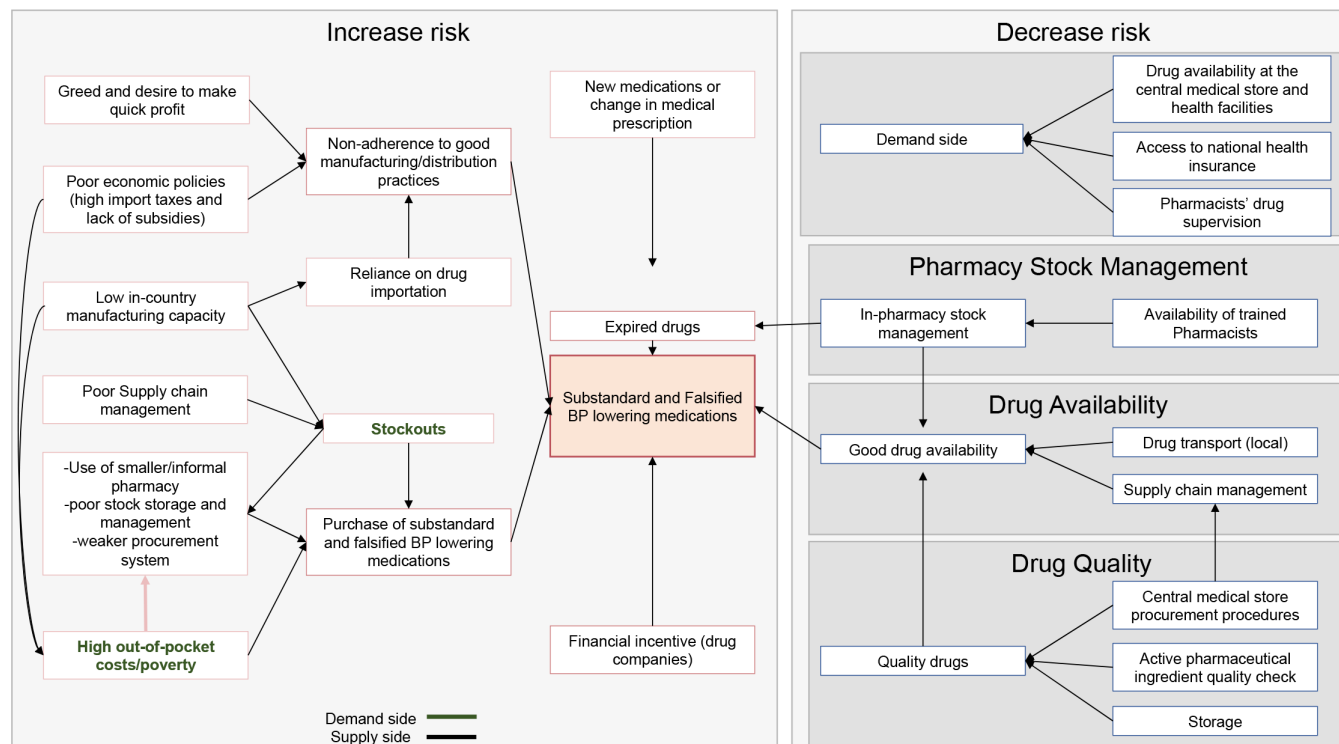 Increase risk
Greed and desire to make
quick profit
Poor economic policies
(high import taxes and
lack of subsidies)
Low in-country
manufacturing capacity
Poor Supply chain
management
-Use of smaller/informal
pharmacy
-poor stock storage and
management
-weaker procurement
system
High out-of-pocket
costs/poverty
Non-adherence to good
manufacturing/distribution
practices
Reliance on drug
importation
Stockouts
Purchase of substandard
and falsified BP lowering
medications
New medications or
change in medical
prescription
Expired drugs
Substandard and Falsified
BP lowering medications
Financial incentive (drug
companies)
Demand side
Supply side
Decrease risk
Demand side
Drug availability at the
central medical store and
health facilities
Access to national health
insurance
Pharmacists’ drug
supervision
Pharmacy Stock Management
In-pharmacy stock
management
Availability of trained
Pharmacists
Drug Availability
Good drug availability
Drug transport (local)
Supply chain management
Drug Quality
Quality drugs
Central medical store
procurement procedures
Active pharmaceutical
ingredient quality check
Storage